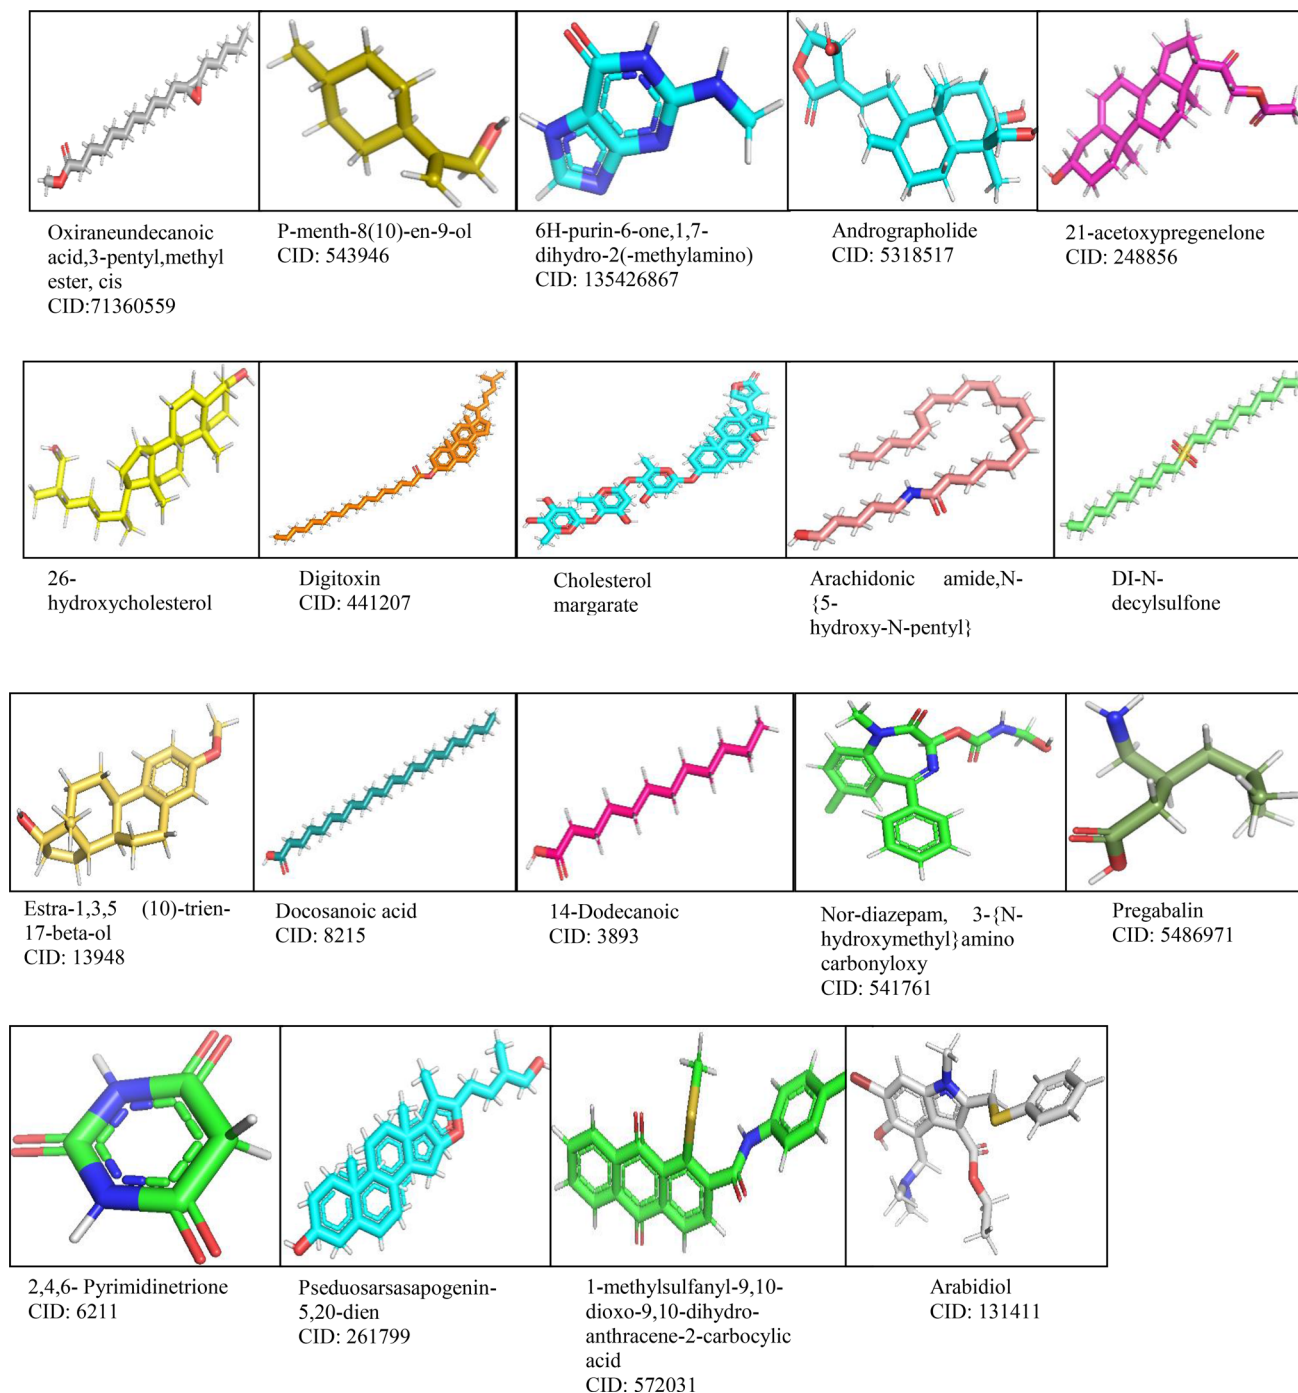 Oxiraneundecanoic
acid,3-pentyl,methyl
ester, cis
CID:71360559
P-menth-8(10)-en-9-ol
CID: 543946
6H-purin-6-one,1,7-
dihydro-2(-methylamino)
CID: 135426867
Andrographolide
CID: 5318517
21-acetoxypregenelone
CID: 248856
26-
hydroxycholesterol
Digitoxin
CID: 441207
Cholesterol
margarate
Arachidonic amide,N-
{5-
hydroxy-N-pentyl}
DI-N-
decylsulfone
Estra-1,3,5 (10)-trien-
17-beta-ol
CID: 13948
Docosanoic acid
CID: 8215
14-Dodecanoic
CID: 3893
Nor-diazepam, 3-{N-
hydroxymethyl}amino
carbonyloxy
CID: 541761
Pregabalin
CID: 5486971
2,4,6- Pyrimidinetrione
CID: 6211
Pseduosarsasapogenin-
5,20-dien
CID: 261799
1-methylsulfanyl-9,10-
dioxo-9,10-dihydro-
anthracene-2-carbocylic
acid
CID: 572031
Arabidiol
CID: 131411